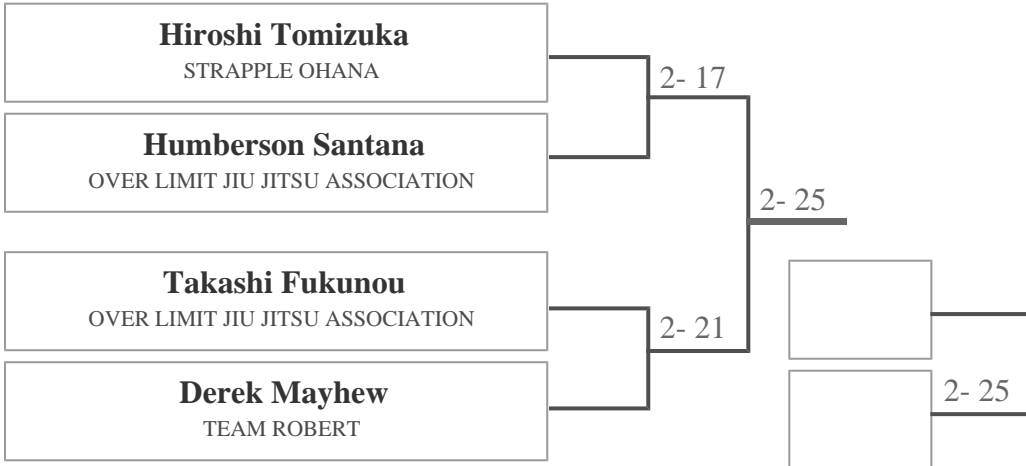 Hiroshi Tomizuka
STRAPPLE OHANA
2- 17
Humberson Santana
OVER LIMIT JIU JITSU ASSOCIATION
2- 25
Takashi Fukunou
OVER LIMIT JIU JITSU ASSOCIATION
2- 21
Derek Mayhew
TEAM ROBERT
2- 25